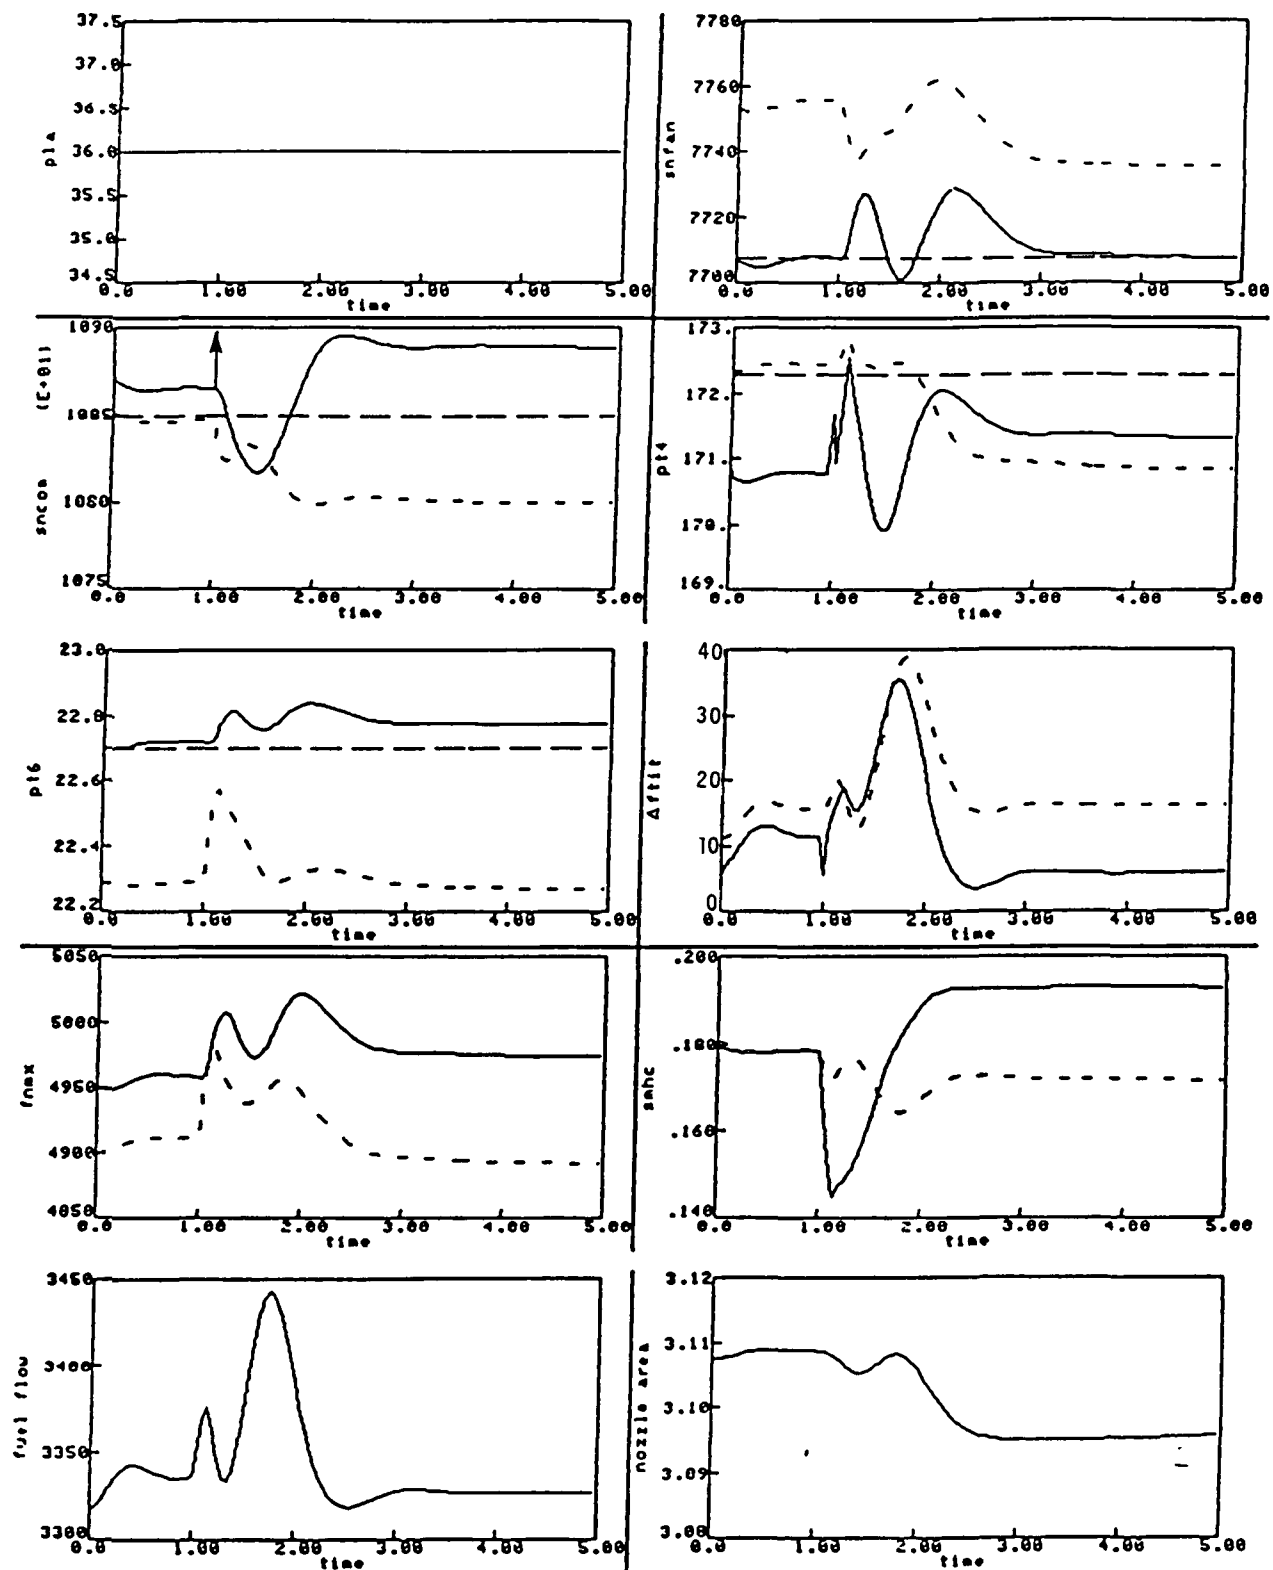 37.5
37.0
36.5
36.0
35.5
35.0
34.5
pla
0.0 1.00 2.00 3.00 4.00 5.00
time
7780
7760
7740
7720
7700
snfan
0.0 1.00 2.00 3.00 4.00 5.00
time
1090
1085
1080
1075
sncom (E+01)
0.0 1.00 2.00 3.00 4.00 5.00
time
173.
172.
171.
170.
169.
pt4
0.0 1.00 2.00 3.00 4.00 5.00
time
23.0
22.8
22.6
22.4
22.2
pt6
0.0 1.00 2.00 3.00 4.00 5.00
time
40
30
20
10
0
Δftit
0.0 1.00 2.00 3.00 4.00 5.00
time
5050
5000
4950
4900
4850
fnmx
0.0 1.00 2.00 3.00 4.00 5.00
time
.200
.180
.160
.140
smhc
0.0 1.00 2.00 3.00 4.00 5.00
time
3450
3400
3350
3300
fuel flow
0.0 1.00 2.00 3.00 4.00 5.00
time
3.12
3.11
3.10
3.09
3.08
nozzle area
0.0 1.00 2.00 3.00 4.00 5.00
time